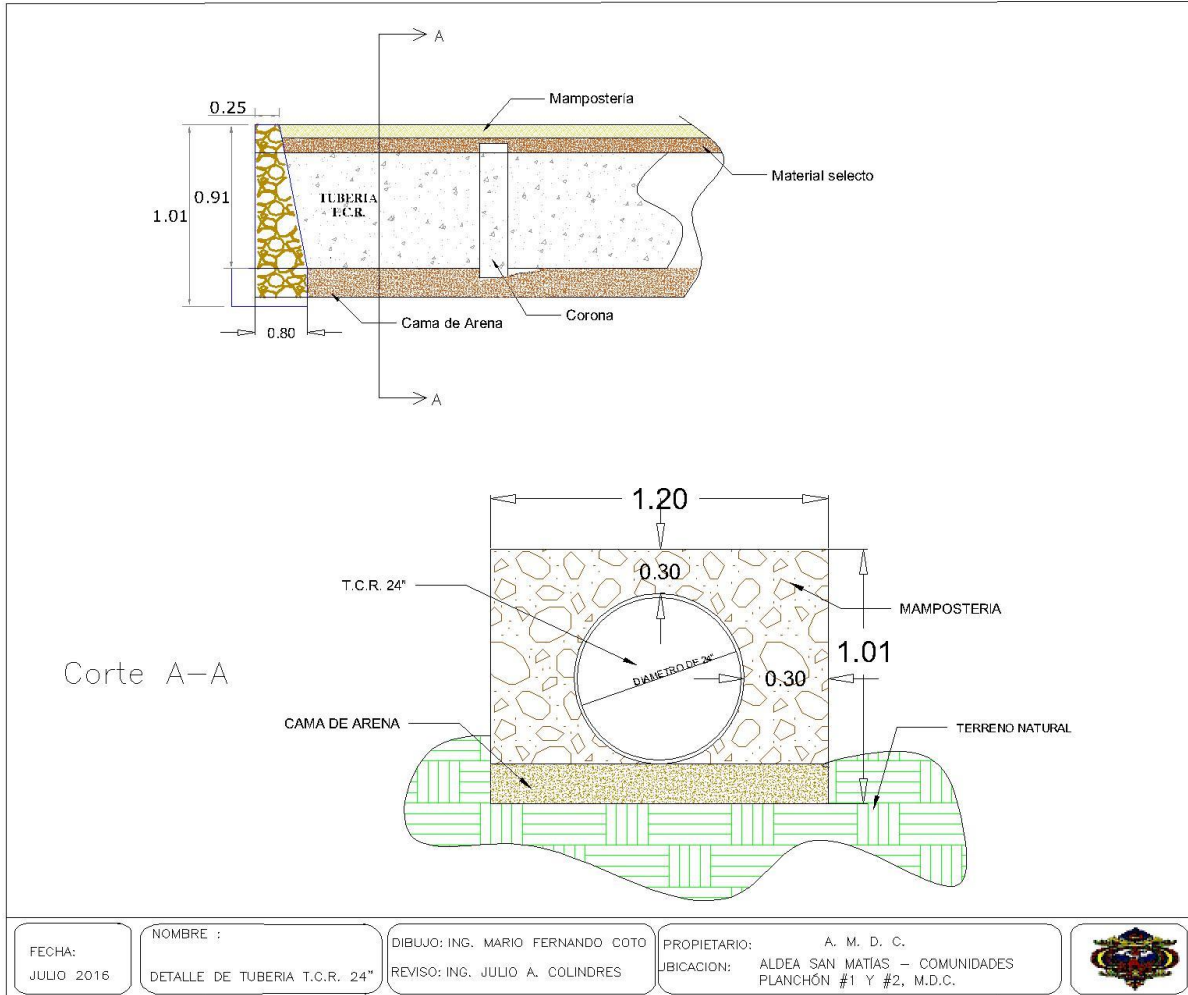 A
Mampostería
0.25
Material selecto
0.91
1.01
TUBERIA
T.C.R.
Corona
Cama de Arena
0.80
A
1.20
T.C.R. 24"
0.30
MAMPOSTERIA
1.01
DIAMETRO DE 24"
0.30
Corte A-A
CAMA DE ARENA
TERRENO NATURAL
FECHA:
JULIO 2016
NOMBRE :
DETALLE DE TUBERIA T.C.R. 24"
DIBUJO: ING. MARIO FERNANDO COTO
REVISO: ING. JULIO A. COLINDRES
PROPIETARIO: A. M. D. C.
UBICACION: ALDEA SAN MATÍAS – COMUNIDADES
PLANCHÓN #1 Y #2, M.D.C.